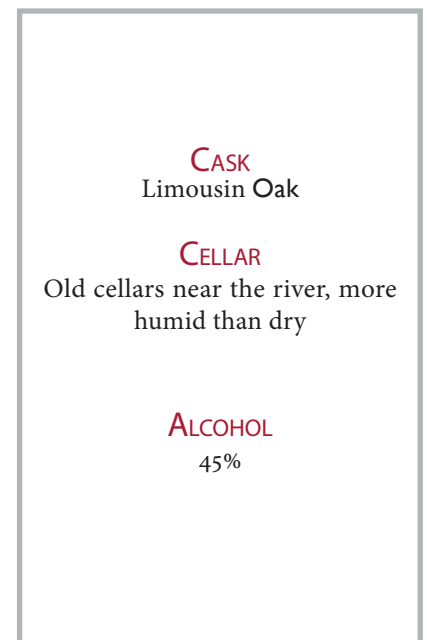 Cask
Limousin Oak
Cellar
Old cellars near the river, more
humid than dry
Alcohol
45%